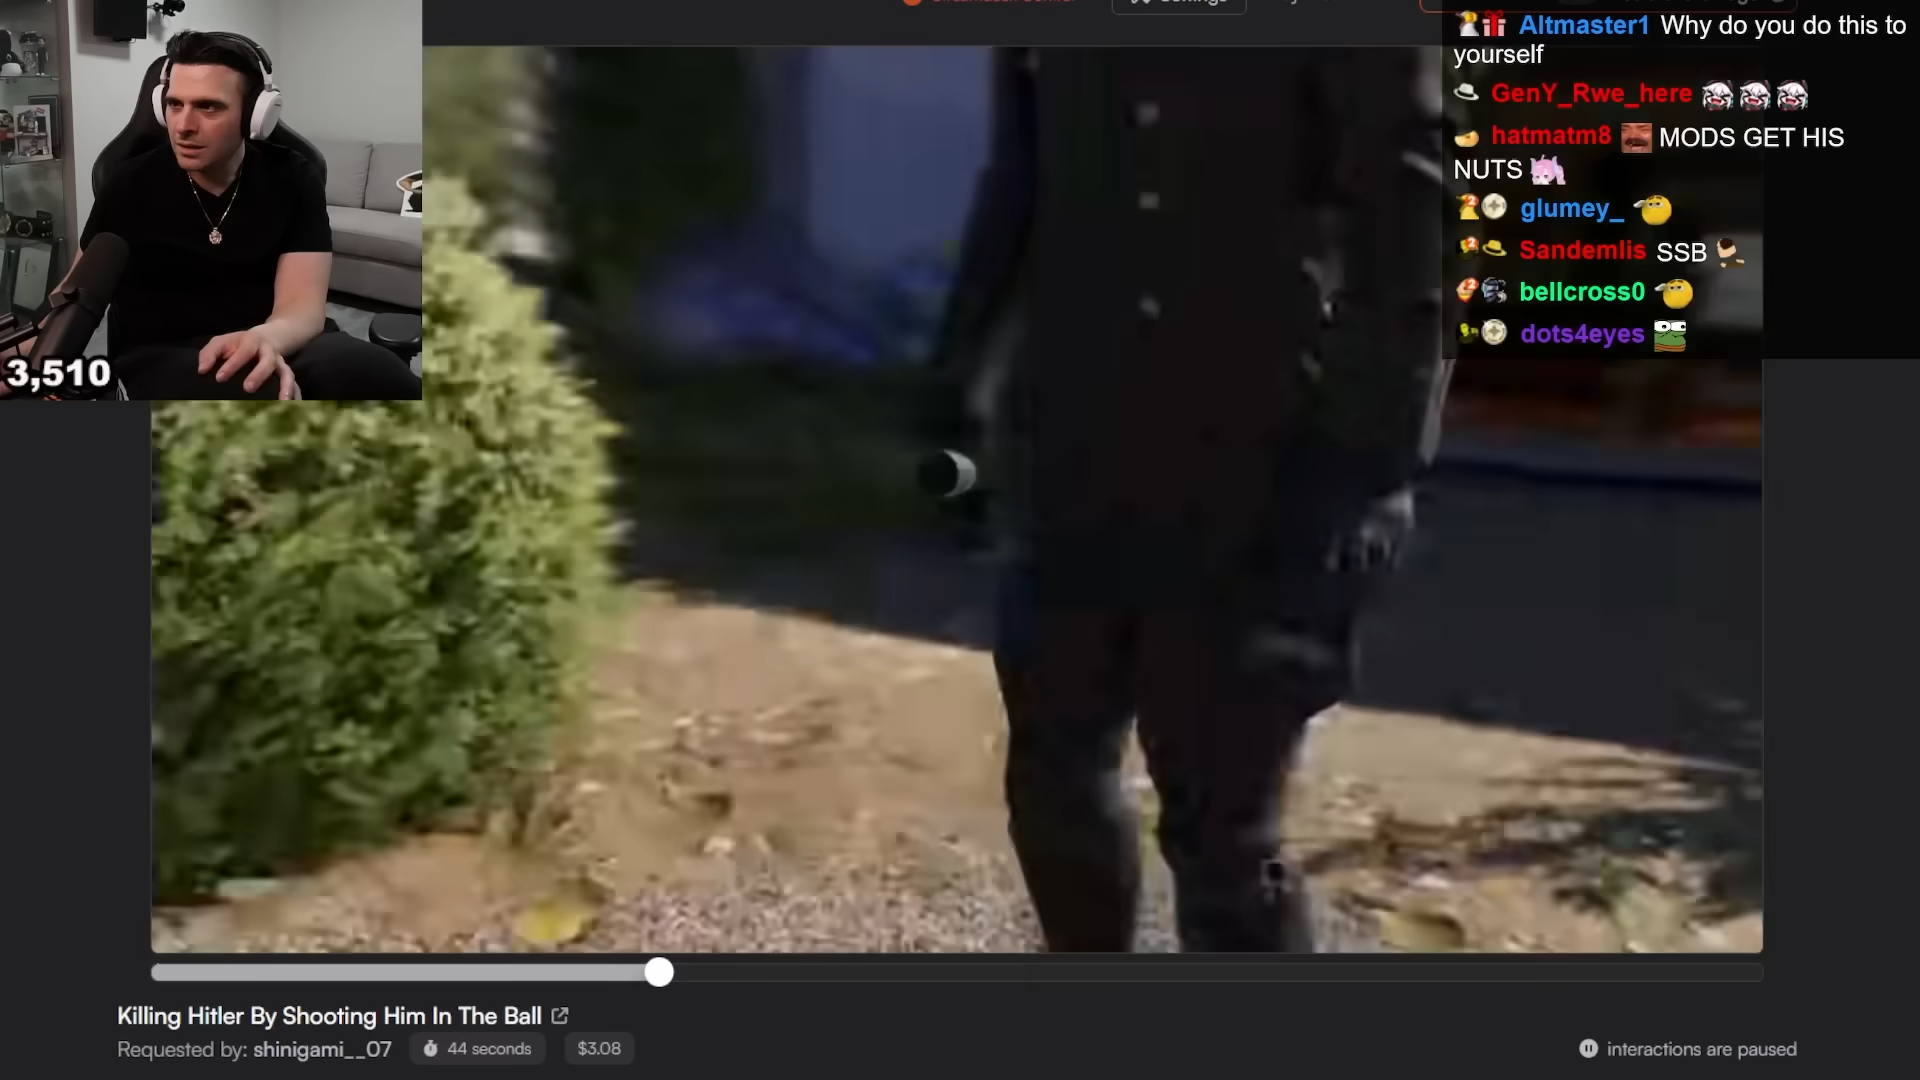 Altmaster1 Why do you do this to
yourself
GenY_Rwe_here
hatmatm8 MODS GET HIS
NUTS
glumey_
Sandemlis SSB
bellcross0
dots4eyes
3,510
Killing Hitler By Shooting Him In The Ball
Requested by: shinigami__07 44 seconds $3.08
interactions are paused